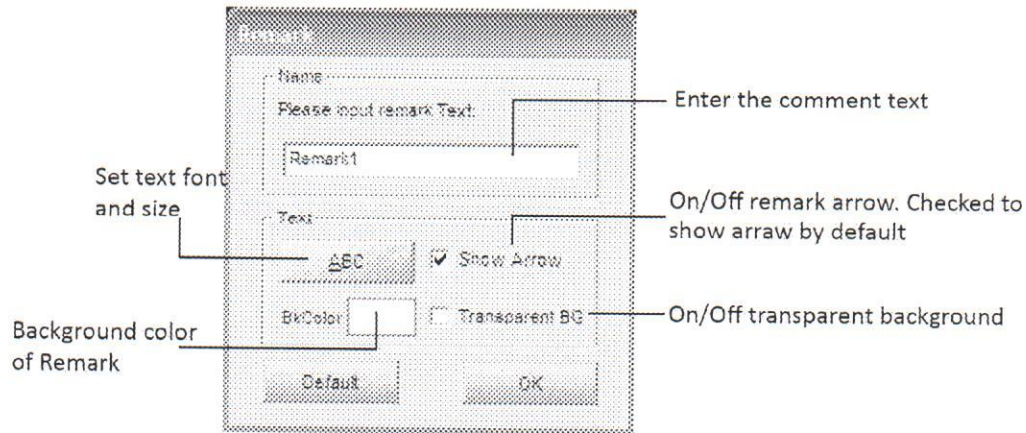 Remark
Name
Please input remark Text:
Enter the comment text
Remark1
Set text font
and size
On/Off remark arrow. Checked to
show arraw by default
Text
ABC
Show Arrow
BkColor
Transparent BG
On/Off transparent background
Background color
of Remark
Default
OK